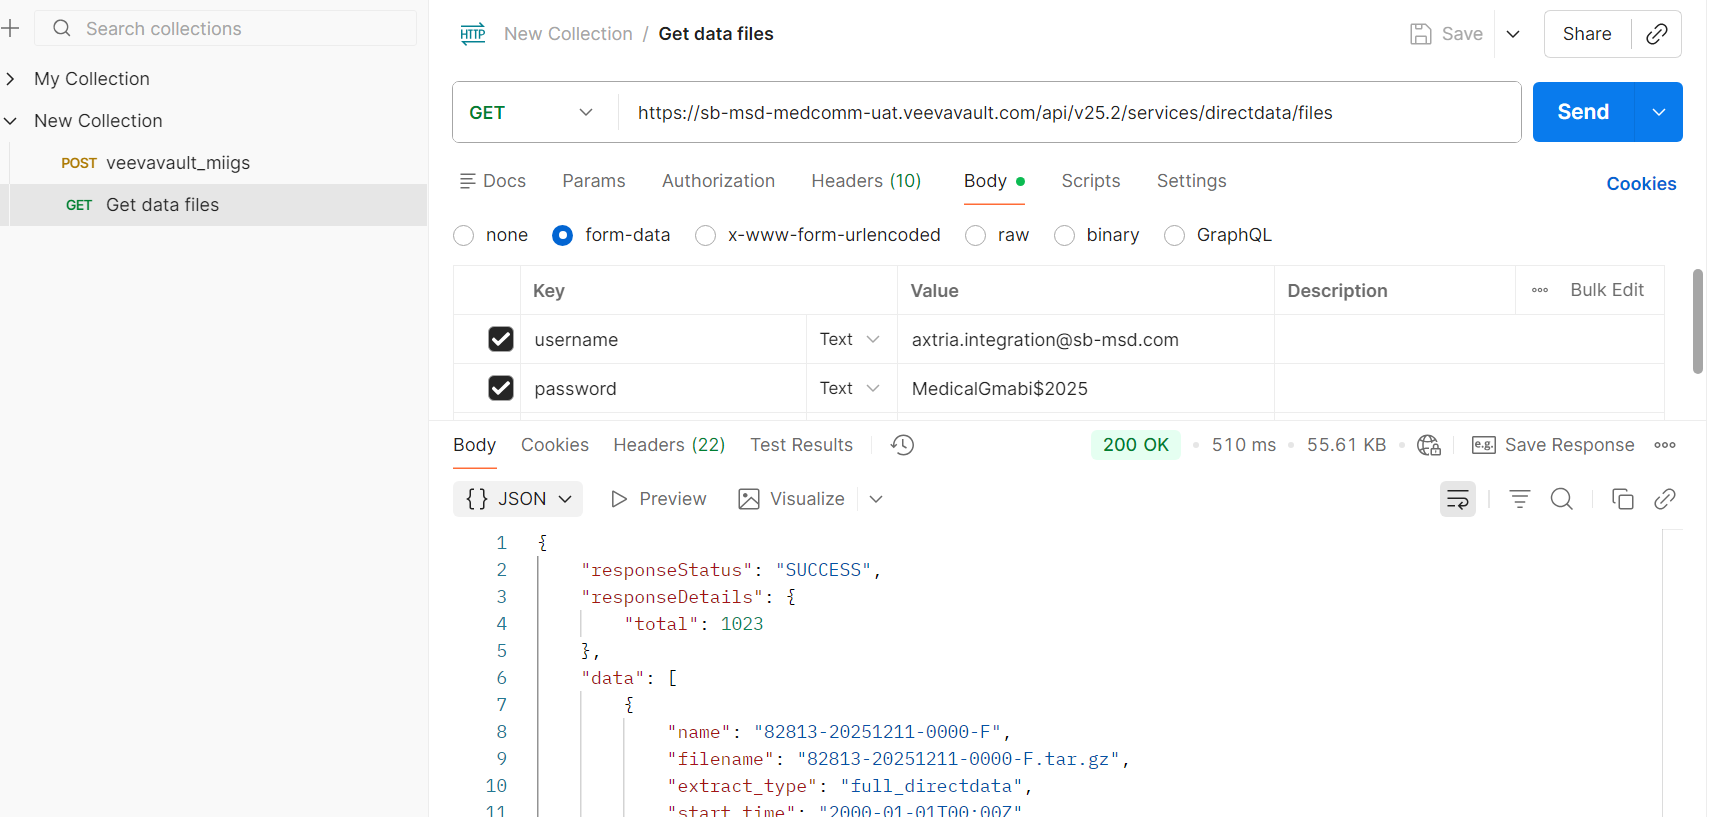 Search collections
My Collection
New Collection
POST veevavault_miigs
GET Get data files
HTTP New Collection / Get data files
Save
Share
GET https://sb-msd-medcomm-uat.veevavault.com/api/v25.2/services/directdata/files
Send
Docs Params Authorization Headers (10) Body Scripts Settings
Cookies
none form-data x-www-form-urlencoded raw binary GraphQL
Key Value Description Bulk Edit
username Text axtria.integration@sb-msd.com
password Text MedicalGmabi$2025
Body Cookies Headers (22) Test Results
200 OK 510 ms 55.61 KB e.g. Save Response
{} JSON Preview Visualize
1 {
2 "responseStatus": "SUCCESS",
3 "responseDetails": {
4 "total": 1023
5 },
6 "data": [
7 {
8 "name": "82813-20251211-0000-F",
9 "filename": "82813-20251211-0000-F.tar.gz",
10 "extract_type": "full_directdata",
11 "start_time": "2000-01-01T00:00Z"